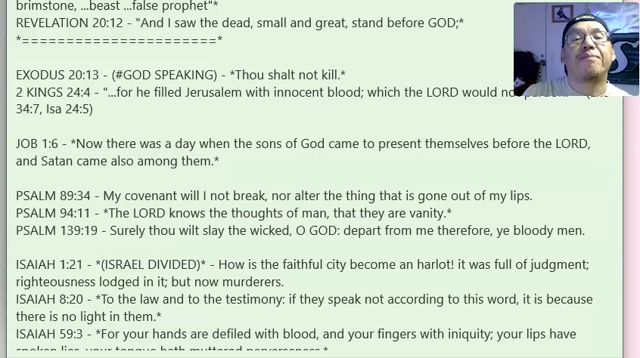 brimstone, ...beast ...false prophet"*
REVELATION 20:12 - "And I saw the dead, small and great, stand before GOD;*
*======================*
EXODUS 20:13 - (#GOD SPEAKING) - *Thou shalt not kill.*
2 KINGS 24:4 - "...for he filled Jerusalem with innocent blood; which the LORD would
34:7, Isa 24:5)
JOB 1:6 - *Now there was a day when the sons of God came to present themselves before the LORD,
and Satan came also among them.*
PSALM 89:34 - My covenant will I not break, nor alter the thing that is gone out of my lips.
PSALM 94:11 - *The LORD knows the thoughts of man, that they are vanity.*
PSALM 139:19 - Surely thou wilt slay the wicked, O GOD: depart from me therefore, ye bloody men.
ISAIAH 1:21 - *(ISRAEL DIVIDED)* - How is the faithful city become an harlot! it was full of judgment;
righteousness lodged in it; but now murderers.
ISAIAH 8:20 - *To the law and to the testimony: if they speak not according to this word, it is because
there is no light in them.*
ISAIAH 59:3 - *For your hands are defiled with blood, and your fingers with iniquity; your lips have
spoken lies, your tongue hath muttered perverseness.*